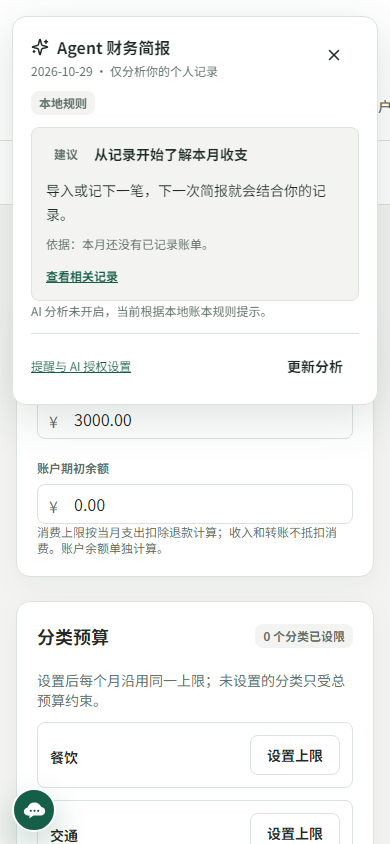 Agent 财务简报
2026-10-29 · 仅分析你的个人记录
户
本地规则
建议 从记录开始了解本月收支
导入或记下一笔，下一次简报就会结合你的记
录。
依据：本月还没有已记录账单。
查看相关记录
AI 分析未开启，当前根据本地账本规则提示。
提醒与 AI 授权设置 更新分析
¥ 3000.00
账户期初余额
¥ 0.00
消费上限按当月支出扣除退款计算；收入和转账不抵扣消
费。账户余额单独计算。
分类预算 0 个分类已设限
设置后每个月沿用同一上限；未设置的分类只受总
预算约束。
餐饮 设置上限
交通 设置上限